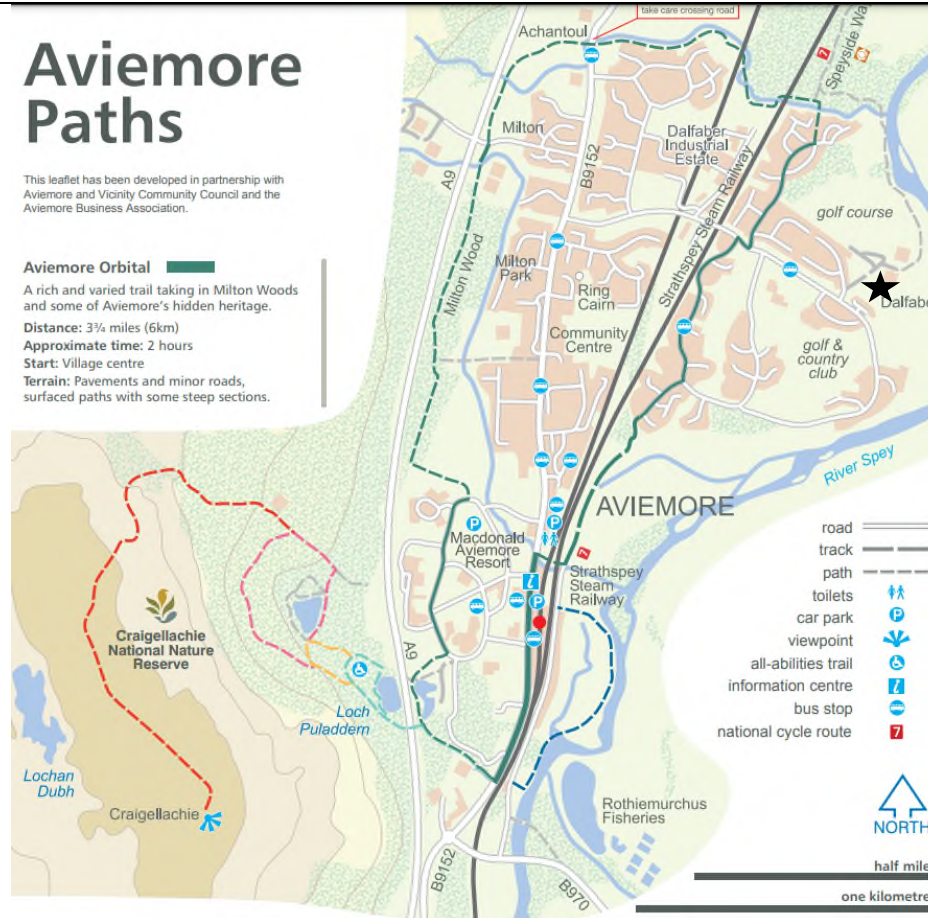 take care crossing road
Aviemore
Paths
This leaflet has been developed in partnership with
Aviemore and Vicinity Community Council and the
Aviemore Business Association.
Aviemore Orbital
A rich and varied trail taking in Milton Woods
and some of Aviemore's hidden heritage.
Distance: 3¾ miles (6km)
Approximate time: 2 hours
Start: Village centre
Terrain: Pavements and minor roads,
surfaced paths with some steep sections.
Achantoul
7
Speyside Wa
Milton
Dalfaber
Industrial
Estate
A9
B9152
Strathspey Steam Railway
golf course
Milton Wood
Milton
Park
Ring
Cairn
Dalfabe
Community
Centre
golf &
country
club
River Spey
AVIEMORE
P
P
Macdonald
Aviemore
Resort
7
i
P
Strathspey
Steam
Railway
Craigellachie
National Nature
Reserve
A9
Loch
Puladdern
Lochan
Dubh
Craigellachie
Rothiemurchus
Fisheries
B9152
B970
road
track
path
toilets
car park P
viewpoint
all-abilities trail
information centre i
bus stop
national cycle route 7
NORTH
half mile
one kilometre